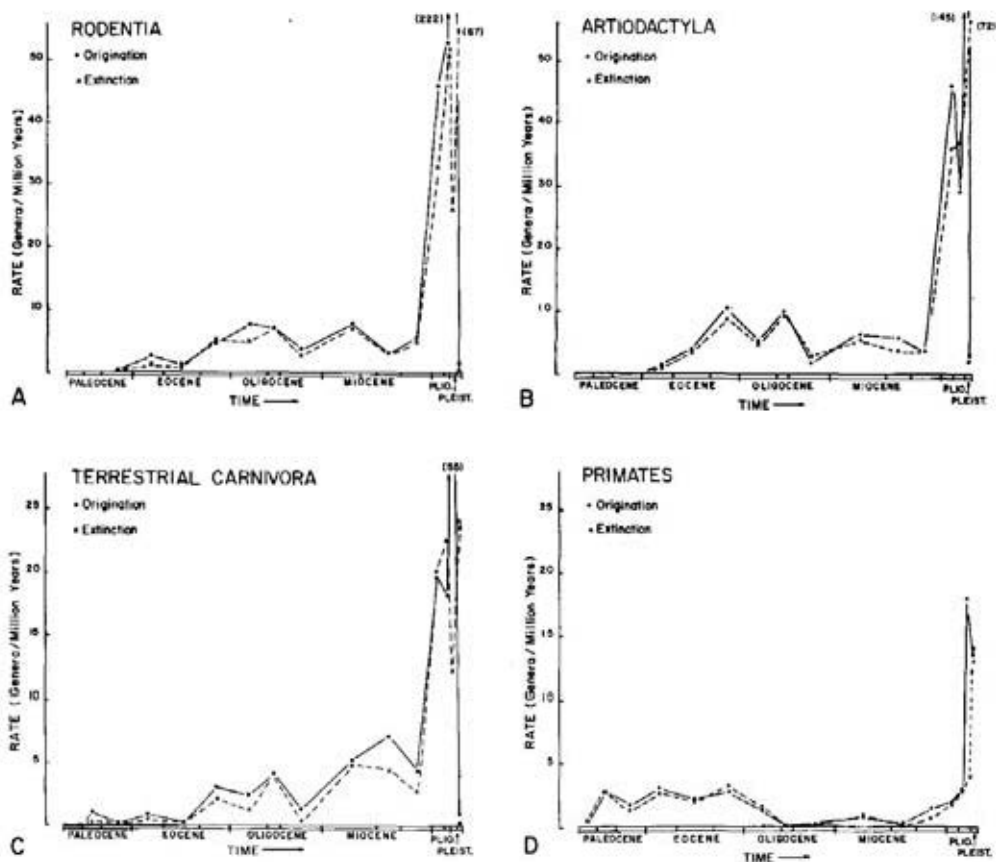 RODENTIA
• Origination
• Extinction
(222)
(67)
50
40
30
20
10
RATE (Genera/Million Years)
PALEOCENE EOCENE OLIGOCENE MIOCENE PLIO.
PLEIST.
TIME
A
ARTIODACTYLA
• Origination
• Extinction
(145)
(72)
50
40
30
20
10
RATE (Genera/Million Years)
PALEOCENE EOCENE OLIGOCENE MIOCENE PLIO.
PLEIST.
TIME
B
TERRESTRIAL CARNIVORA
• Origination
• Extinction
25
20
15
10
5
RATE (Genera/Million Years)
PALEOCENE EOCENE OLIGOCENE MIOCENE PLIO.
PLEIST.
TIME
C
PRIMATES
• Origination
• Extinction
25
20
15
10
5
RATE (Genera/Million Years)
PALEOCENE EOCENE OLIGOCENE MIOCENE PLIO.
PLEIST.
TIME
D